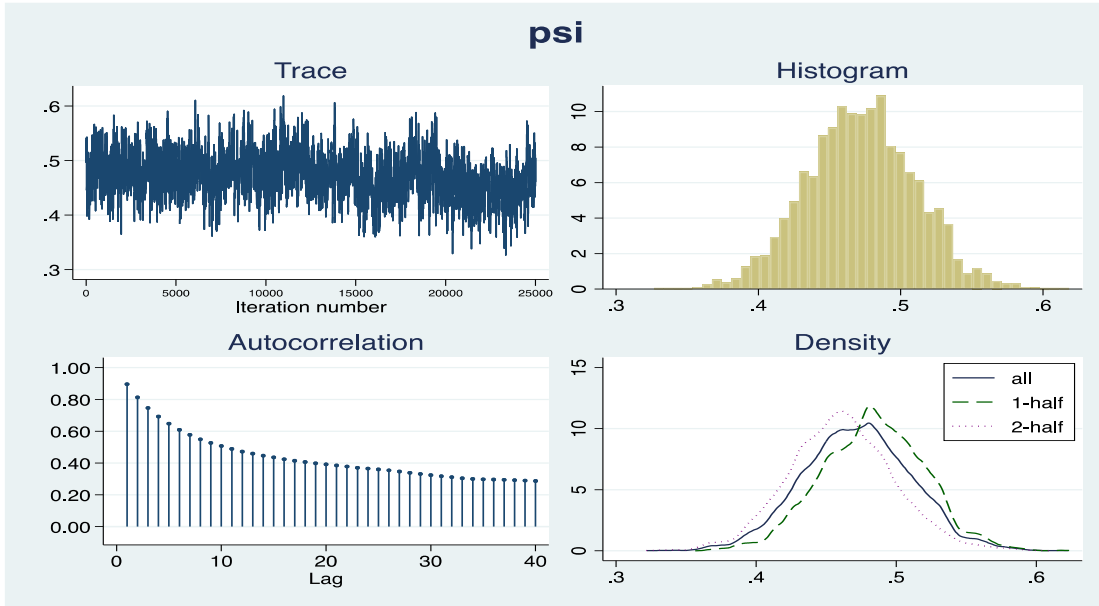 psi
Trace
.6
.5
.4
.3
0 5000 10000 15000 20000 25000
Iteration number
Histogram
10
8
6
4
2
0
.3 .4 .5 .6
Autocorrelation
1.00
0.80
0.60
0.40
0.20
0.00
0 10 20 30 40
Lag
Density
15
10
5
0
.3 .4 .5 .6
all
1-half
2-half